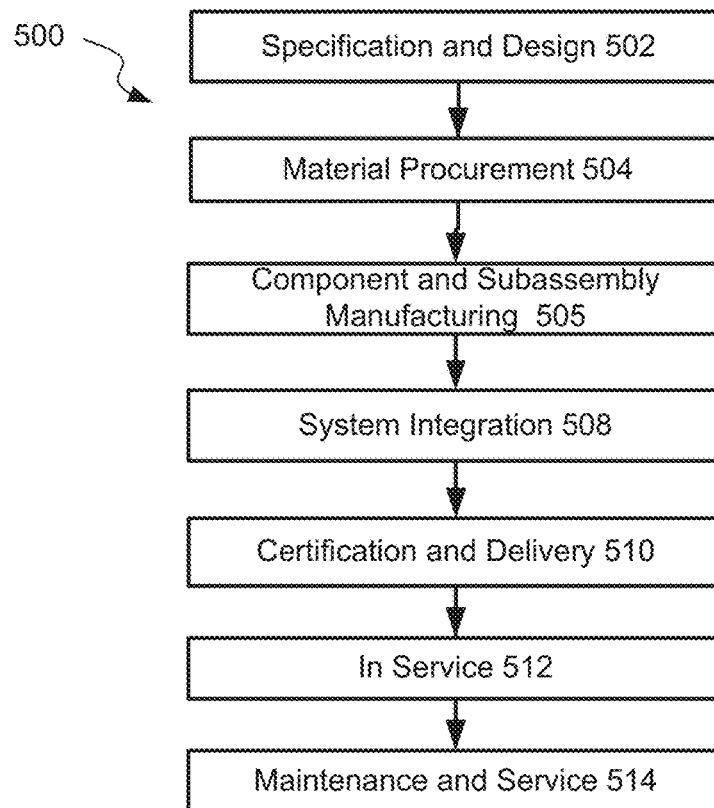 500
Specification and Design 502
Material Procurement 504
Component and Subassembly
Manufacturing 505
System Integration 508
Certification and Delivery 510
In Service 512
Maintenance and Service 514